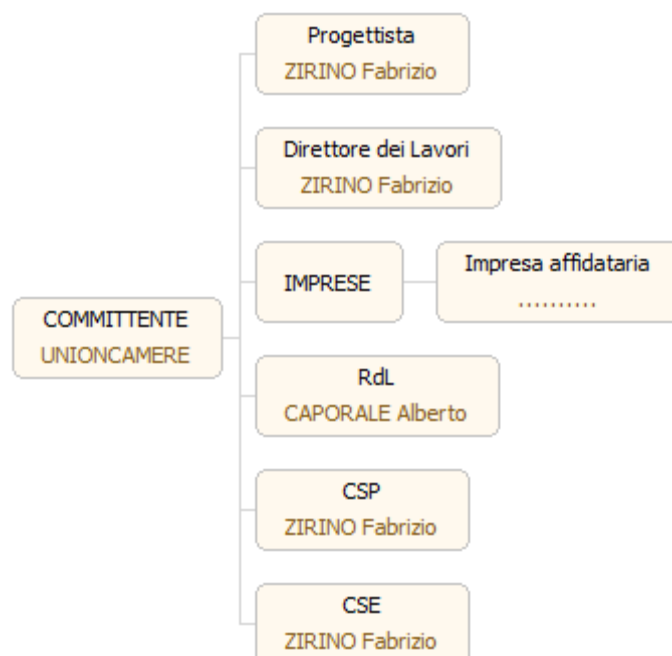 Progettista
ZIRINO Fabrizio
Direttore dei Lavori
ZIRINO Fabrizio
IMPRESE
Impresa affidataria
..........
COMMITTENTE
UNIONCAMERE
RdL
CAPORALE Alberto
CSP
ZIRINO Fabrizio
CSE
ZIRINO Fabrizio